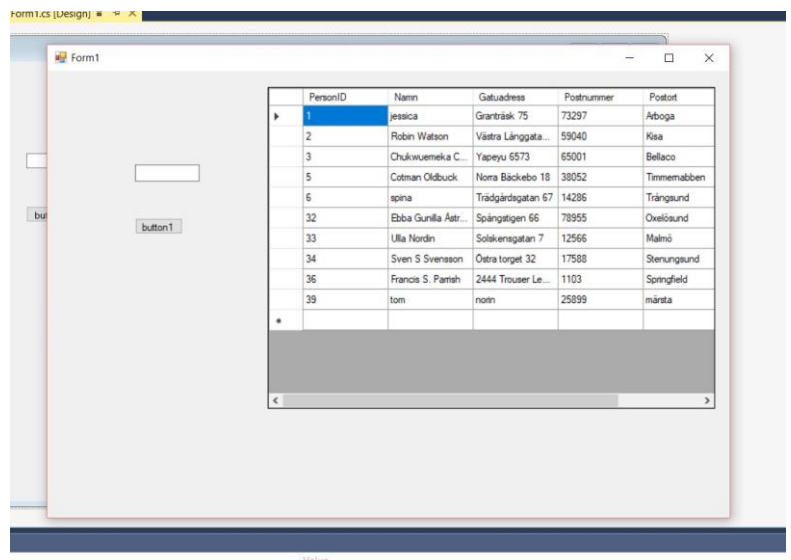 Form1.cs [Design]
Form1
PersonID Namn Gatuadress Postnummer Postort
1 jessica Granträsk 75 73297 Arboga
2 Robin Watson Västra Långgata... 59040 Kisa
3 Chukwuemeka C... Yapeyu 6573 65001 Bellaco
5 Cotman Oldbuck Norra Bäckebo 18 38052 Timmernabben
6 spina Trädgårdsgatan 67 14286 Trångsund
32 Ebba Gunilla Åstr... Spångstigen 66 78955 Oxelösund
33 Ulla Nordin Solskensgatan 7 12566 Malmö
34 Sven S Svensson Östra torget 32 17588 Stenungsund
36 Francis S. Parrish 2444 Trouser Le... 1103 Springfield
39 tom norin 25899 märsta
but
button1